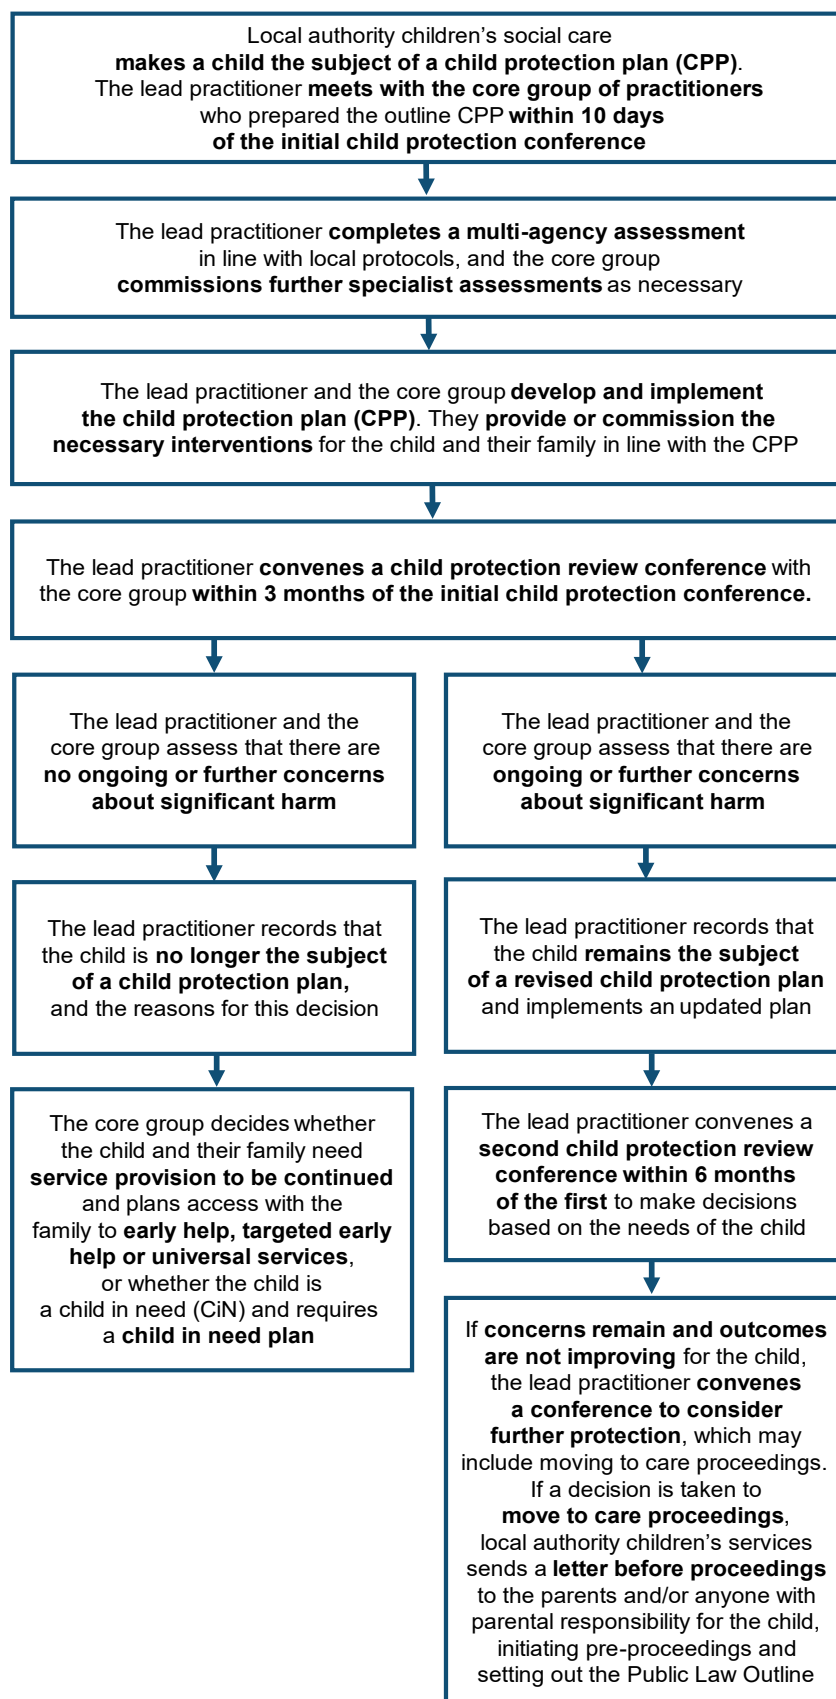 Local authority children’s social care
makes a child the subject of a child protection plan (CPP).
The lead practitioner meets with the core group of practitioners
who prepared the outline CPP within 10 days
of the initial child protection conference
The lead practitioner completes a multi-agency assessment
in line with local protocols, and the core group
commissions further specialist assessments as necessary
The lead practitioner and the core group develop and implement
the child protection plan (CPP). They provide or commission the
necessary interventions for the child and their family in line with the CPP
The lead practitioner convenes a child protection review conference with
the core group within 3 months of the initial child protection conference.
The lead practitioner and the
core group assess that there are
no ongoing or further concerns
about significant harm
The lead practitioner records that
the child is no longer the subject
of a child protection plan,
and the reasons for this decision
The core group decides whether
the child and their family need
service provision to be continued
and plans access with the
family to early help, targeted early
help or universal services,
or whether the child is
a child in need (CiN) and requires
a child in need plan
The lead practitioner and the
core group assess that there are
ongoing or further concerns
about significant harm
The lead practitioner records that
the child remains the subject
of a revised child protection plan
and implements an updated plan
The lead practitioner convenes a
second child protection review
conference within 6 months
of the first to make decisions
based on the needs of the child
If concerns remain and outcomes
are not improving for the child,
the lead practitioner convenes
a conference to consider
further protection, which may
include moving to care proceedings.
If a decision is taken to
move to care proceedings,
local authority children’s services
sends a letter before proceedings
to the parents and/or anyone with
parental responsibility for the child,
initiating pre-proceedings and
setting out the Public Law Outline